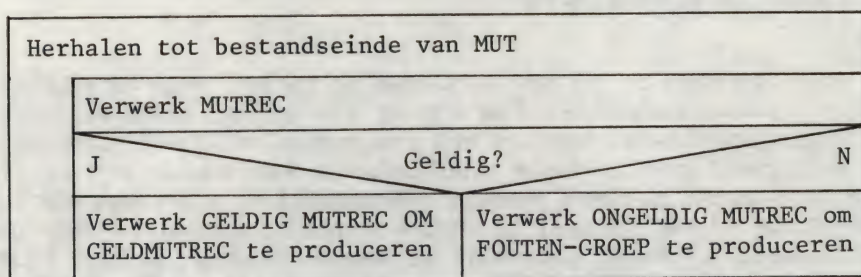 Herhalen tot bestandseinde van MUT
Verwerk MUTREC
J Geldig? N
Verwerk GELDIG MUTREC OM
GELDMUTREC te produceren
Verwerk ONGELDIG MUTREC om
FOUTEN-GROEP te produceren